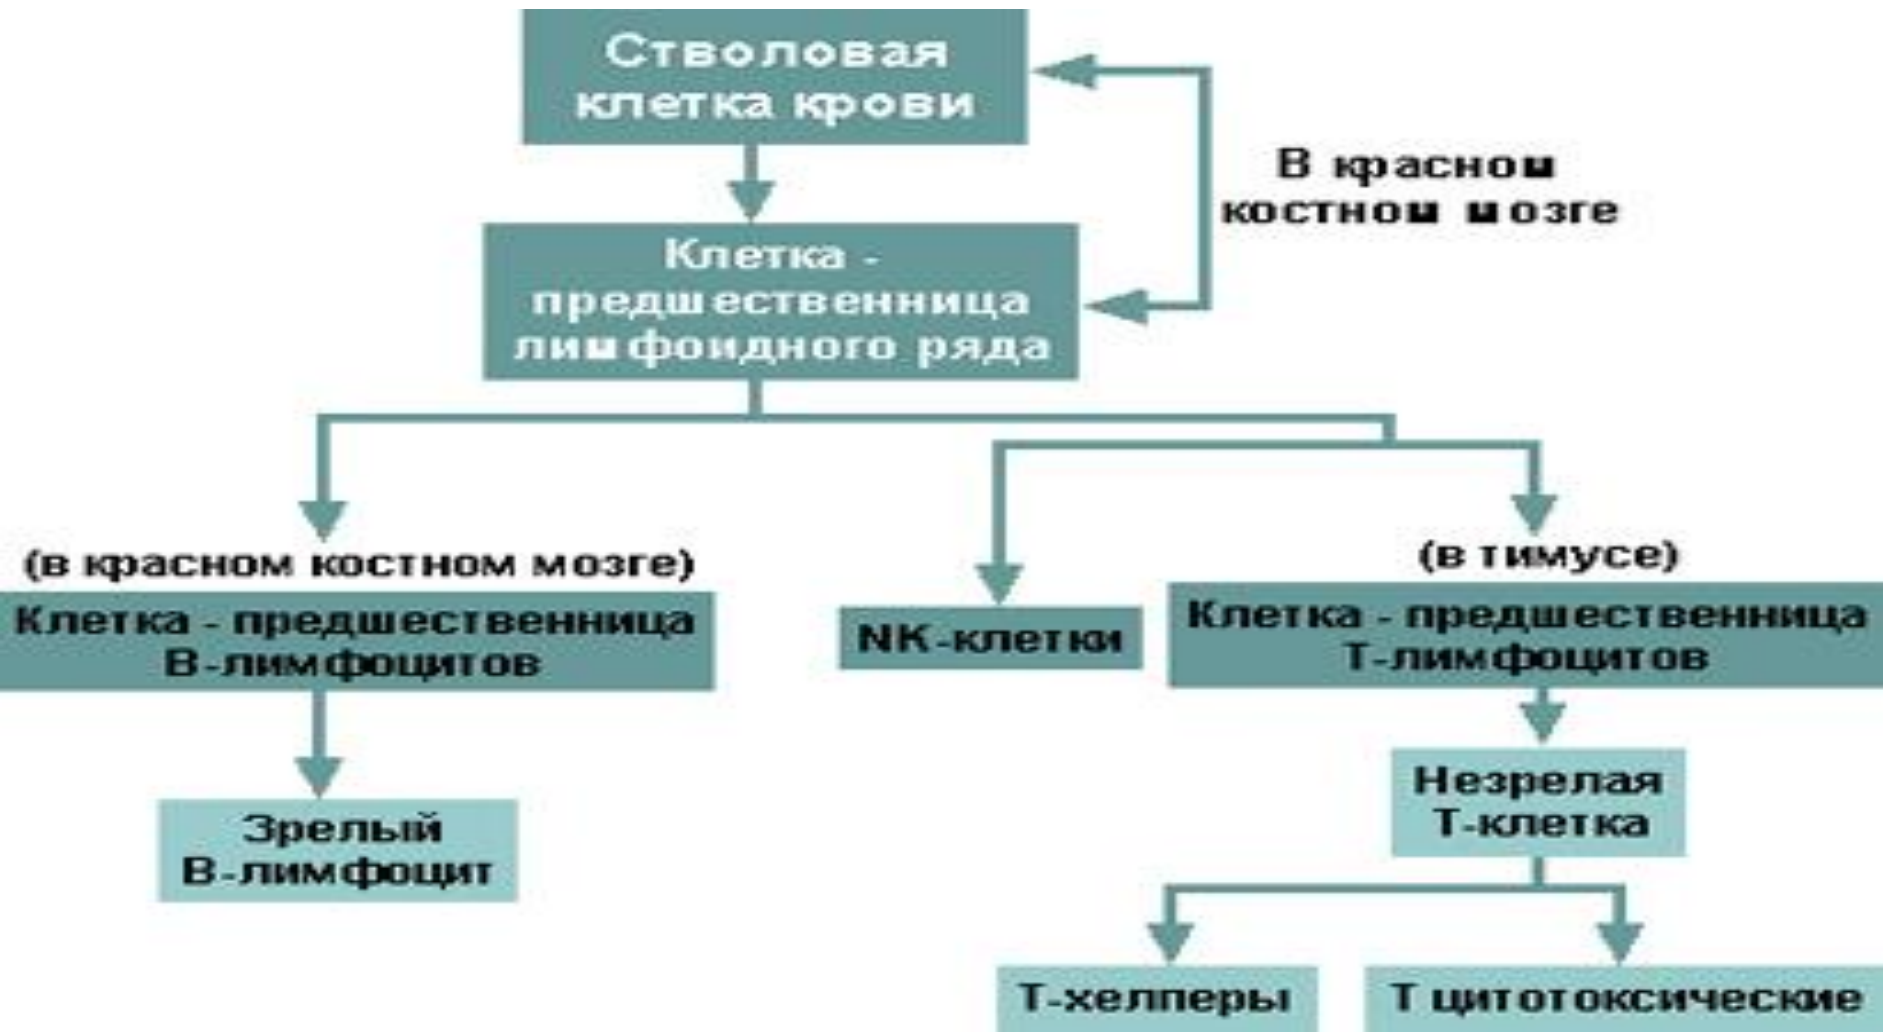 Стволовая
клетка крови
В красном
костном мозге
Клетка -
предшественница
лимфоидного ряда
(в красном костном мозге)
Клетка - предшественница
В-лимфоцитов
NK-клетки
(в тимусе)
Клетка - предшественница
Т-лимфоцитов
Зрелый
В-лимфоцит
Незрелая
Т-клетка
Т-хелперы
Т цитотоксические